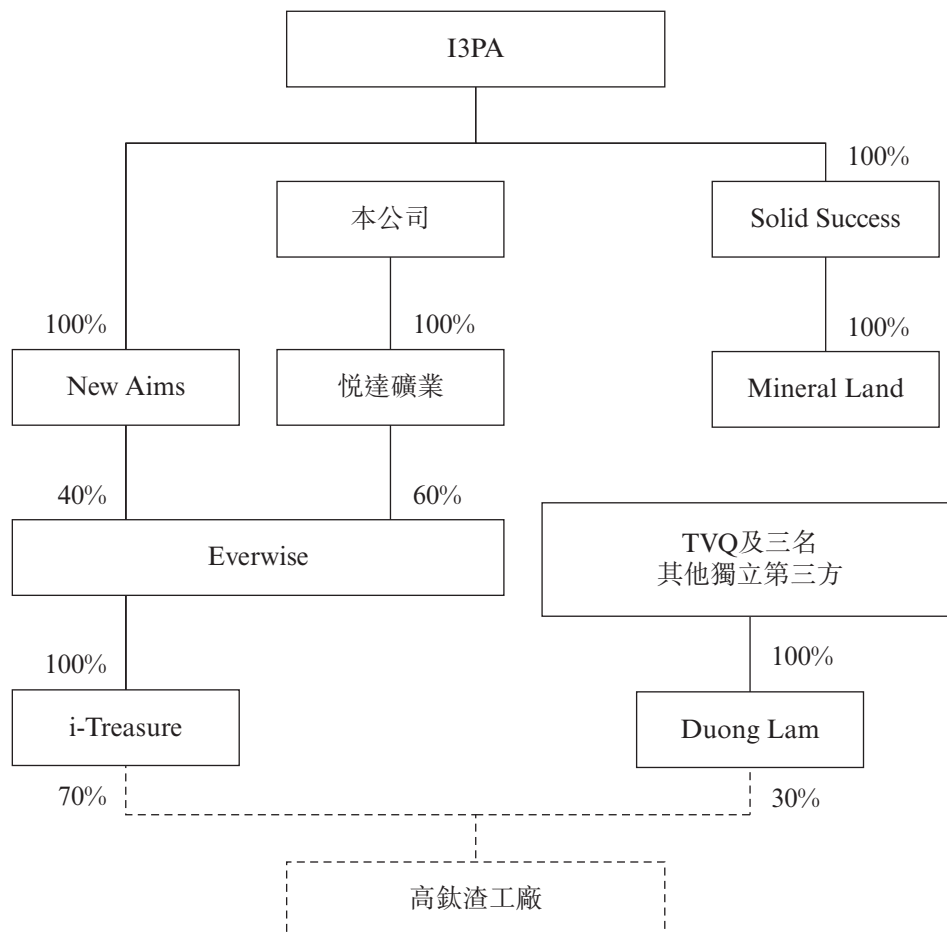 I3PA
100%
本公司
Solid Success
100%
100%
100%
New Aims
悦達礦業
Mineral Land
40%
60%
Everwise
TVQ及三名
其他獨立第三方
100%
100%
i-Treasure
Duong Lam
70%
30%
高鈦渣工廠